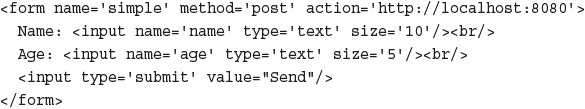 <form name='simple' method='post' action='http://localhost:8080'>
  Name: <input name='name' type='text' size='10'/><br/>
  Age: <input name='age' type='text' size='5'/><br/>
  <input type='submit' value="Send"/>
</form>